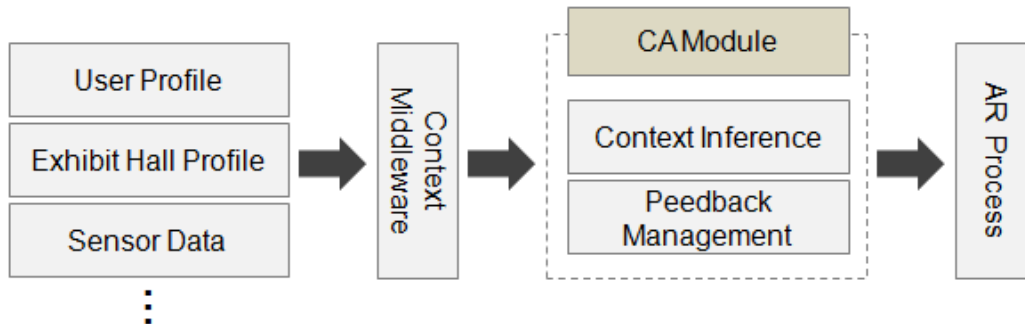 User Profile
Exhibit Hall Profile
Sensor Data
Context
Middleware
CA Module
Context Inference
Peedback
Management
AR Process